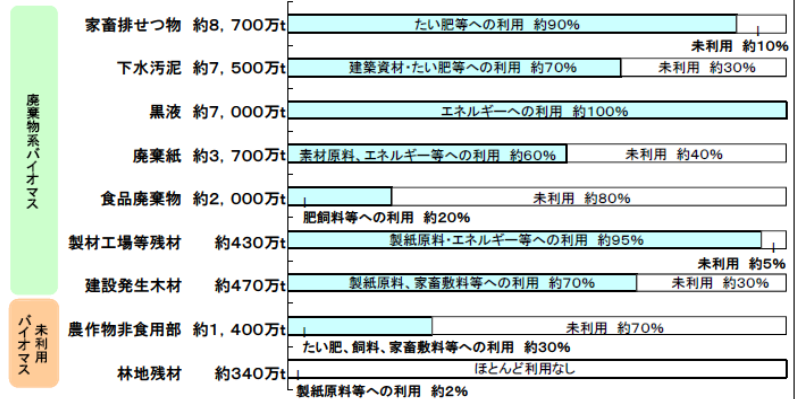 廃棄物系バイオマス
家畜排せつ物 約8,700万t たい肥等への利用 約90%
未利用 約10%
下水汚泥 約7,500万t 建築資材・たい肥等への利用 約70% 未利用 約30%
黒液 約7,000万t エネルギーへの利用 約100%
廃棄紙 約3,700万t 素材原料、エネルギー等への利用 約60% 未利用 約40%
食品廃棄物 約2,000万t 未利用 約80%
肥飼料等への利用 約20%
製材工場等残材 約430万t 製紙原料・エネルギー等への利用 約95%
未利用 約5%
建設発生木材 約470万t 製紙原料、家畜敷料等への利用 約70% 未利用 約30%
未利用
バイオマス
農作物非食用部 約1,400万t 未利用 約70%
たい肥、飼料、家畜敷料等への利用 約30%
林地残材 約340万t ほとんど利用なし
製紙原料等への利用 約2%